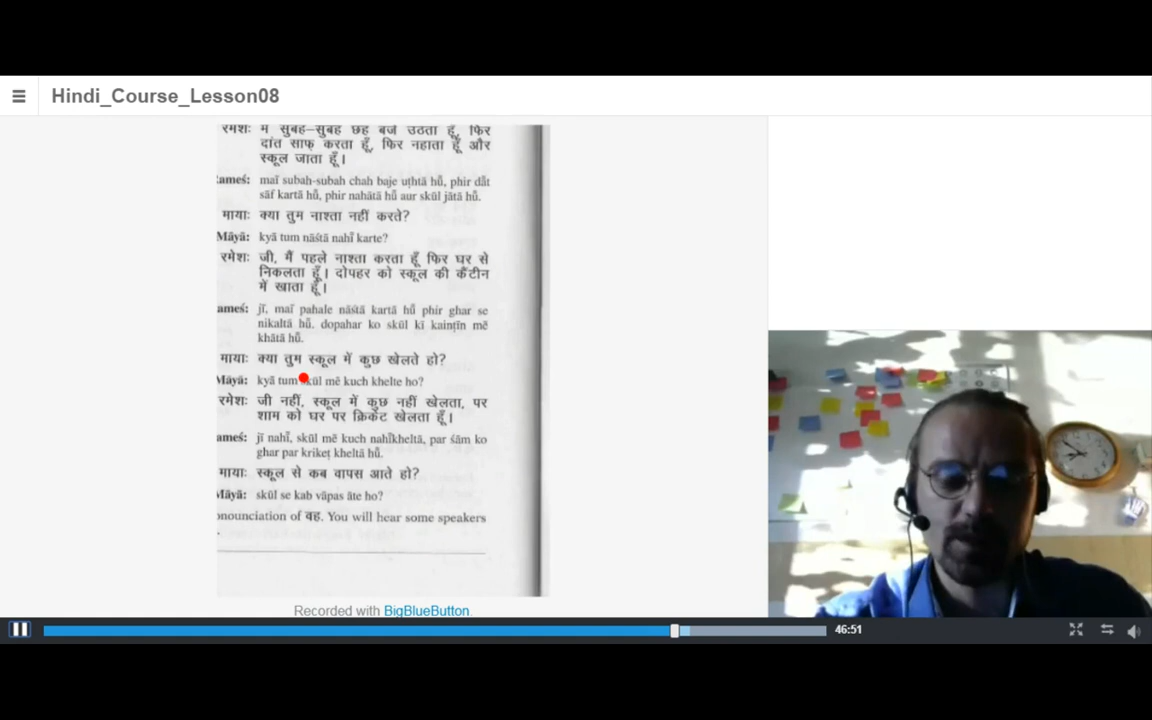 Hindi_Course_Lesson08
रमेशः मैं सुबह–सुबह छह बजे उठता हूँ, फिर
दांत साफ़ करता हूँ, फिर नहाता हूँ और
स्कूल जाता हूँ।
ameś: maĩ subah-subah chah baje uṭhtā hū̃, phir dā̃t
sāf kartā hū̃, phir nahātā hū̃ aur skūl jātā hū̃.
मायाः क्या तुम नाश्ता नहीं करते?
Māyā: kyā tum nāśtā nahī̃ karte?
रमेशः जी, मैं पहले नाश्ता करता हूँ फिर घर से
निकलता हूँ। दोपहर को स्कूल की कैंटीन
में खाता हूँ।
ameś: jī, maĩ pahale nāśtā kartā hū̃ phir ghar se
nikaltā hū̃. dopahar ko skūl kī kainṭīn mẽ
khātā hū̃.
मायाः क्या तुम स्कूल में कुछ खेलते हो?
Māyā: kyā tum skūl mẽ kuch khelte ho?
रमेशः जी नहीं, स्कूल में कुछ नहीं खेलता, पर
शाम को घर पर क्रिकेट खेलता हूँ।
ameś: jī nahī̃, skūl mẽ kuch nahī̃kheltā, par śām ko
ghar par krikeṭ kheltā hū̃.
मायाः स्कूल से कब वापस आते हो?
Māyā: skūl se kab vāpas āte ho?
onounciation of वह. You will hear some speakers
Recorded with BigBlueButton.
46:51